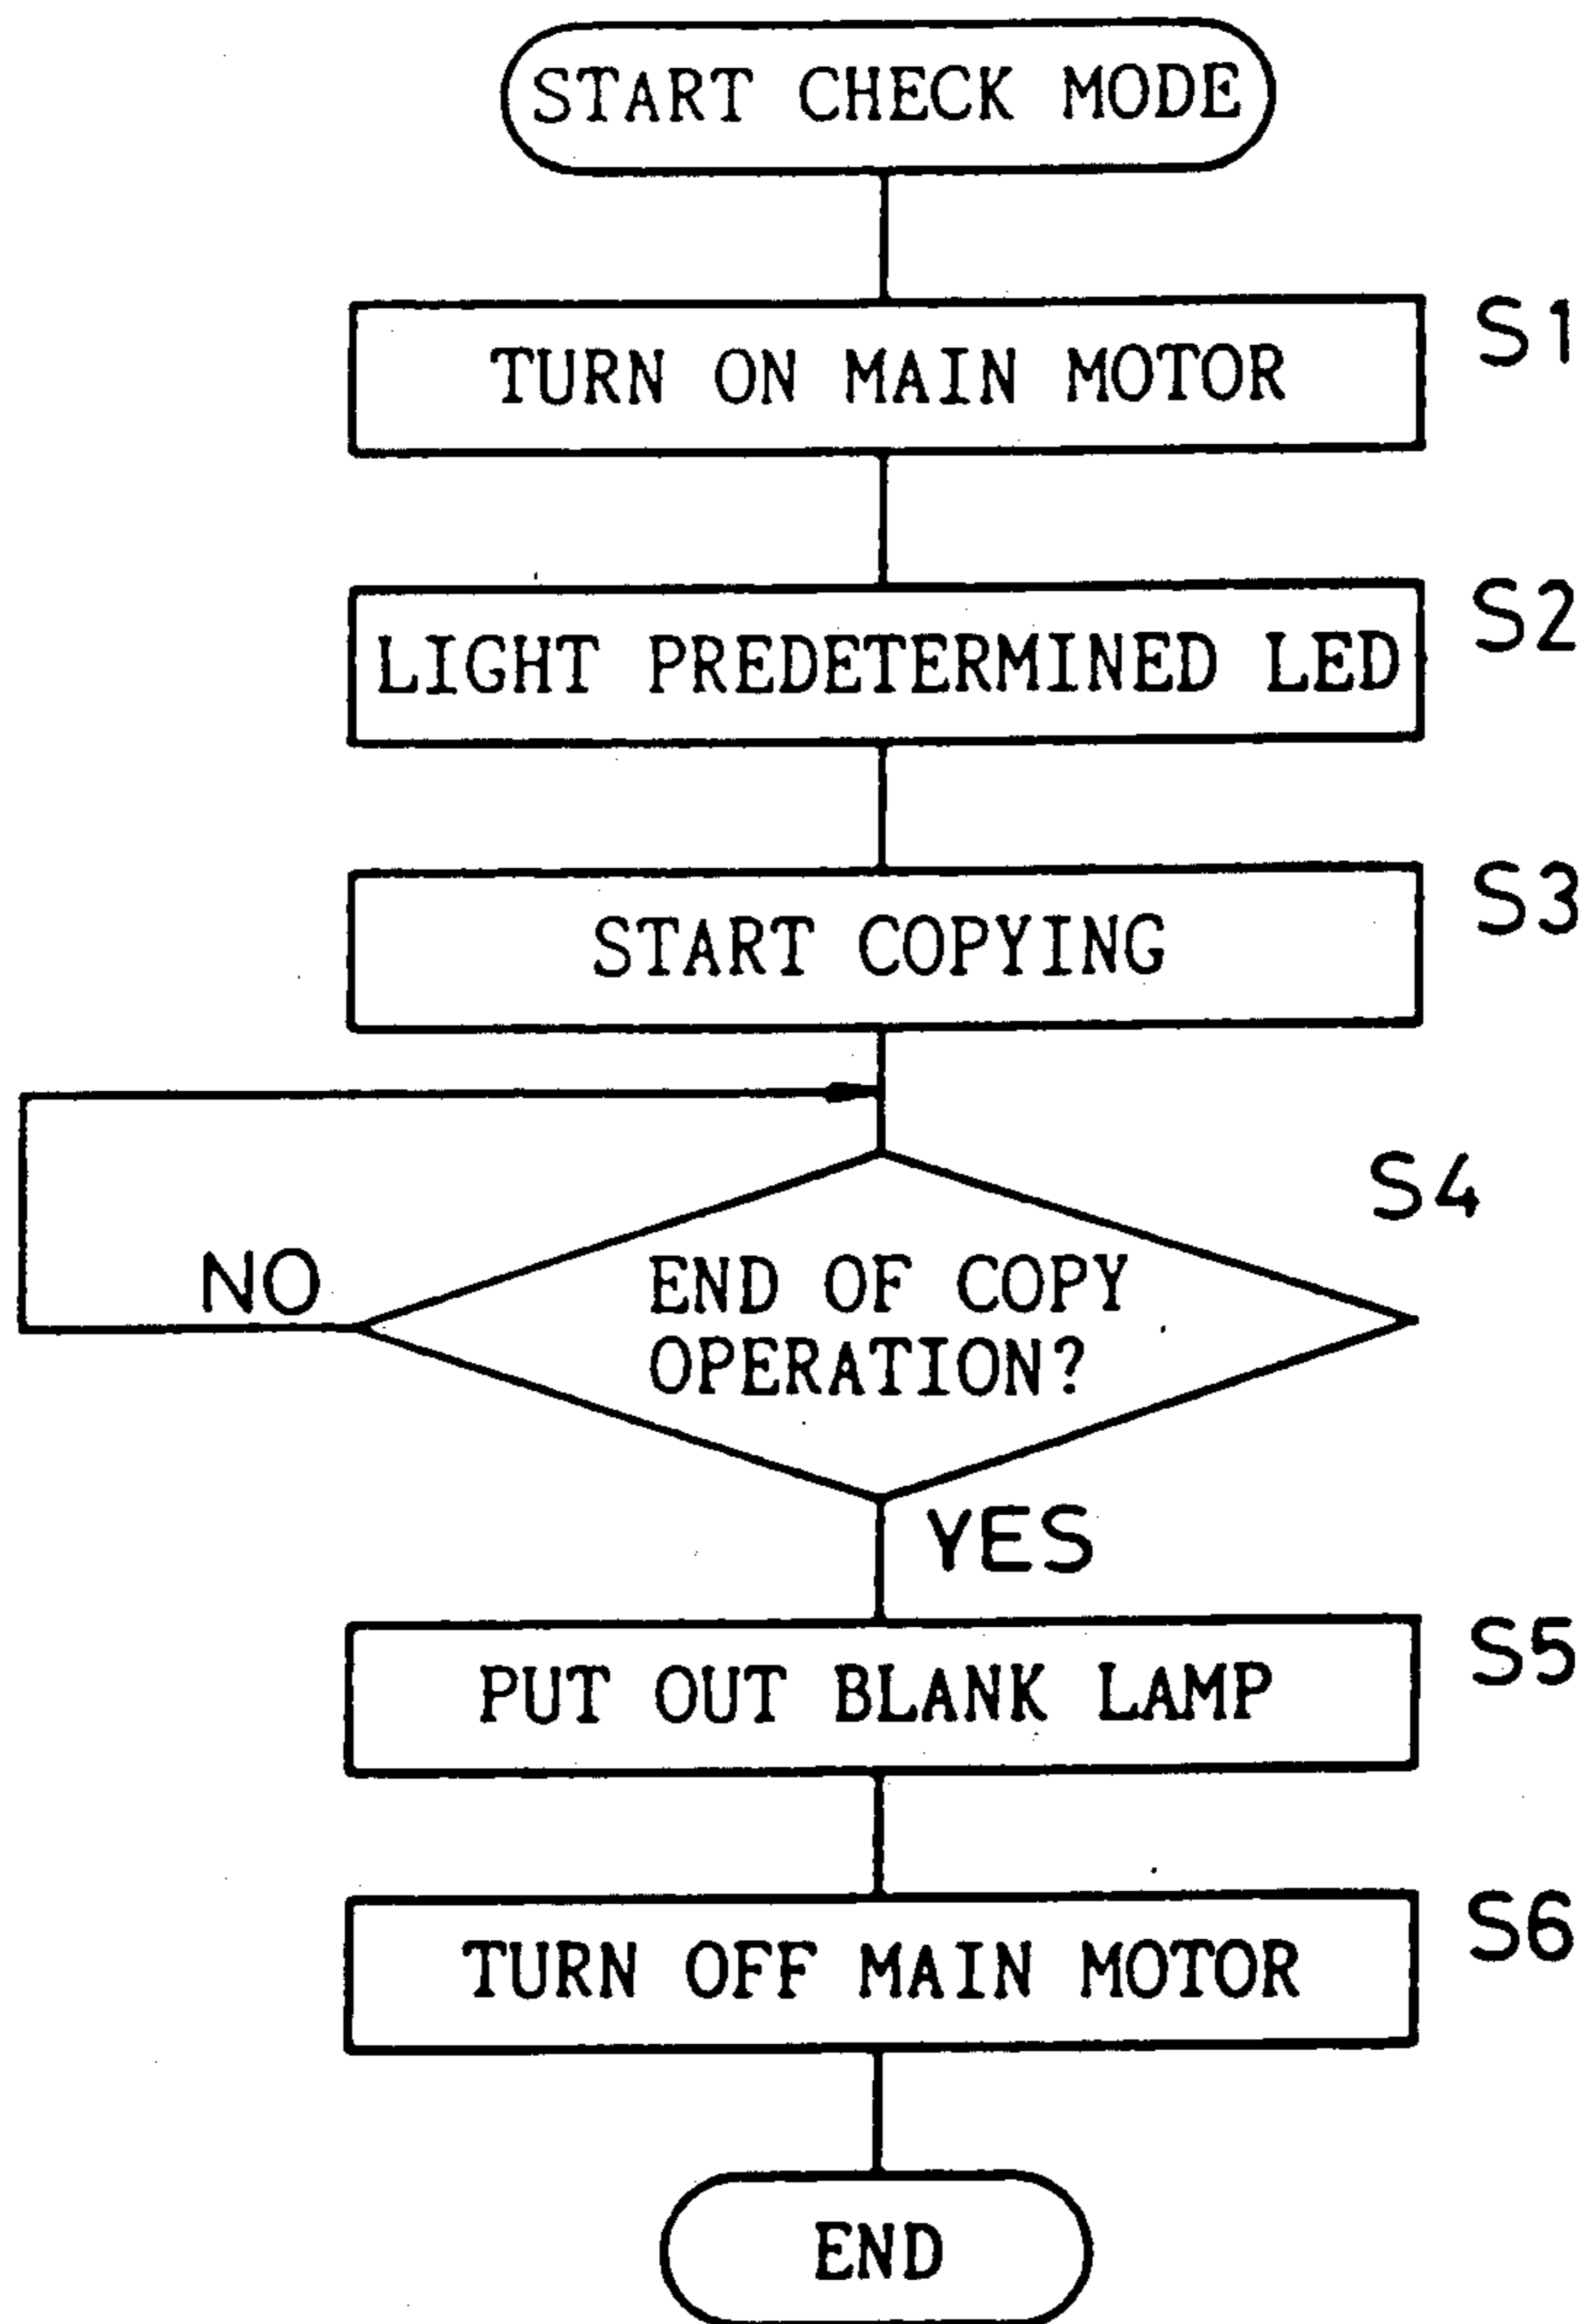 START CHECK MODE
TURN ON MAIN MOTOR
S1
LIGHT PREDETERMINED LED
S2
START COPYING
S3
S4
NO
END OF COPY
OPERATION?
YES
PUT OUT BLANK LAMP
S5
TURN OFF MAIN MOTOR
S6
END